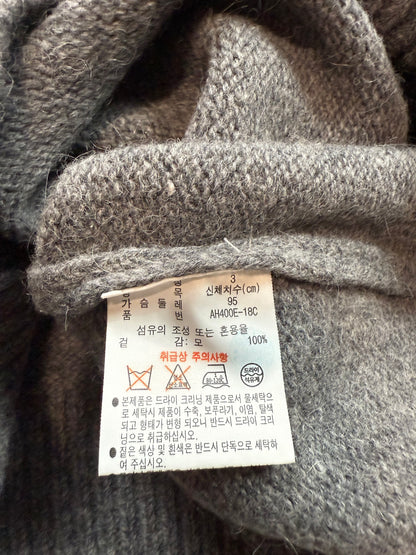 3
목 신체치수(cm)
가 슴 둘 레 95
품 번 AH400E-18C
섬유의 조성 또는 혼용율
겉 감: 모 100%
취급상 주의사항
80-120℃ 드라이
석유계
●본제품은 드라이 크리닝 제품으로서 물세탁으
로 세탁시 제품이 수축, 보푸라기, 이염, 탈색
되고 형태가 변형 되오니 반드시 드라이 크리
닝으로 취급하십시오.
●짙은 색상 및 흰색은 반드시 단독으로 세탁하
여 주십시오.